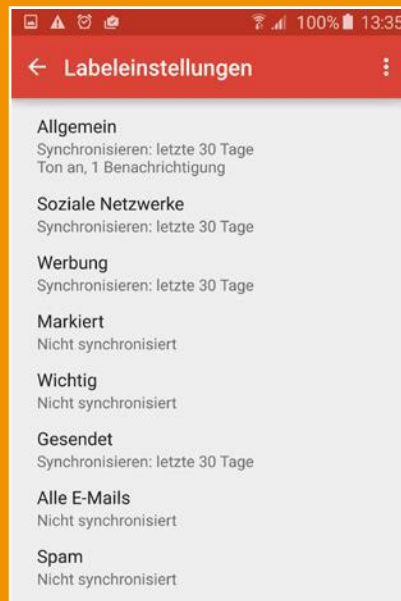 100% 13:35
Labeleinstellungen
Allgemein
Synchronisieren: letzte 30 Tage
Ton an, 1 Benachrichtigung
Soziale Netzwerke
Synchronisieren: letzte 30 Tage
Werbung
Synchronisieren: letzte 30 Tage
Markiert
Nicht synchronisiert
Wichtig
Nicht synchronisiert
Gesendet
Synchronisieren: letzte 30 Tage
Alle E-Mails
Nicht synchronisiert
Spam
Nicht synchronisiert